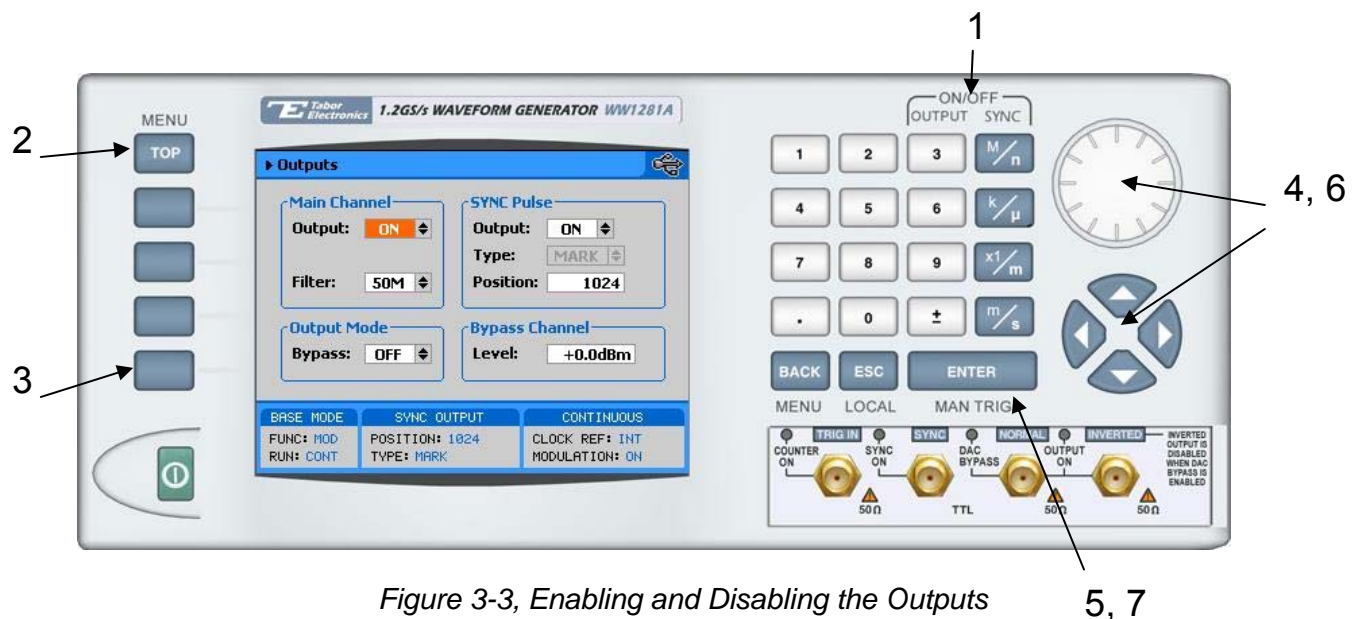 1
ON/OFF
OUTPUT SYNC
MENU
Tabor Electronics 1.2GS/s WAVEFORM GENERATOR WW1281A
2
TOP
Outputs
Main Channel
Output: ON
Filter: 50M
SYNC Pulse
Output: ON
Type: MARK
Position: 1024
Output Mode
Bypass: OFF
Bypass Channel
Level: +0.0dBm
BASE MODE
FUNC: MOD
RUN: CONT
SYNC OUTPUT
POSITION: 1024
TYPE: MARK
CONTINUOUS
CLOCK REF: INT
MODULATION: ON
3
1 2 3 M/n
4 5 6 k/µ
7 8 9 x1/m
. 0 ± m/s
BACK ESC ENTER
MENU LOCAL MAN TRIG
4, 6
TRIG IN SYNC NORMAL INVERTED
COUNTER ON
SYNC ON
DAC BYPASS
OUTPUT ON
INVERTED
OUTPUT IS
DISABLED
WHEN DAC
BYPASS IS
ENABLED
50Ω TTL 50Ω 50Ω
5, 7
Figure 3-3, Enabling and Disabling the Outputs